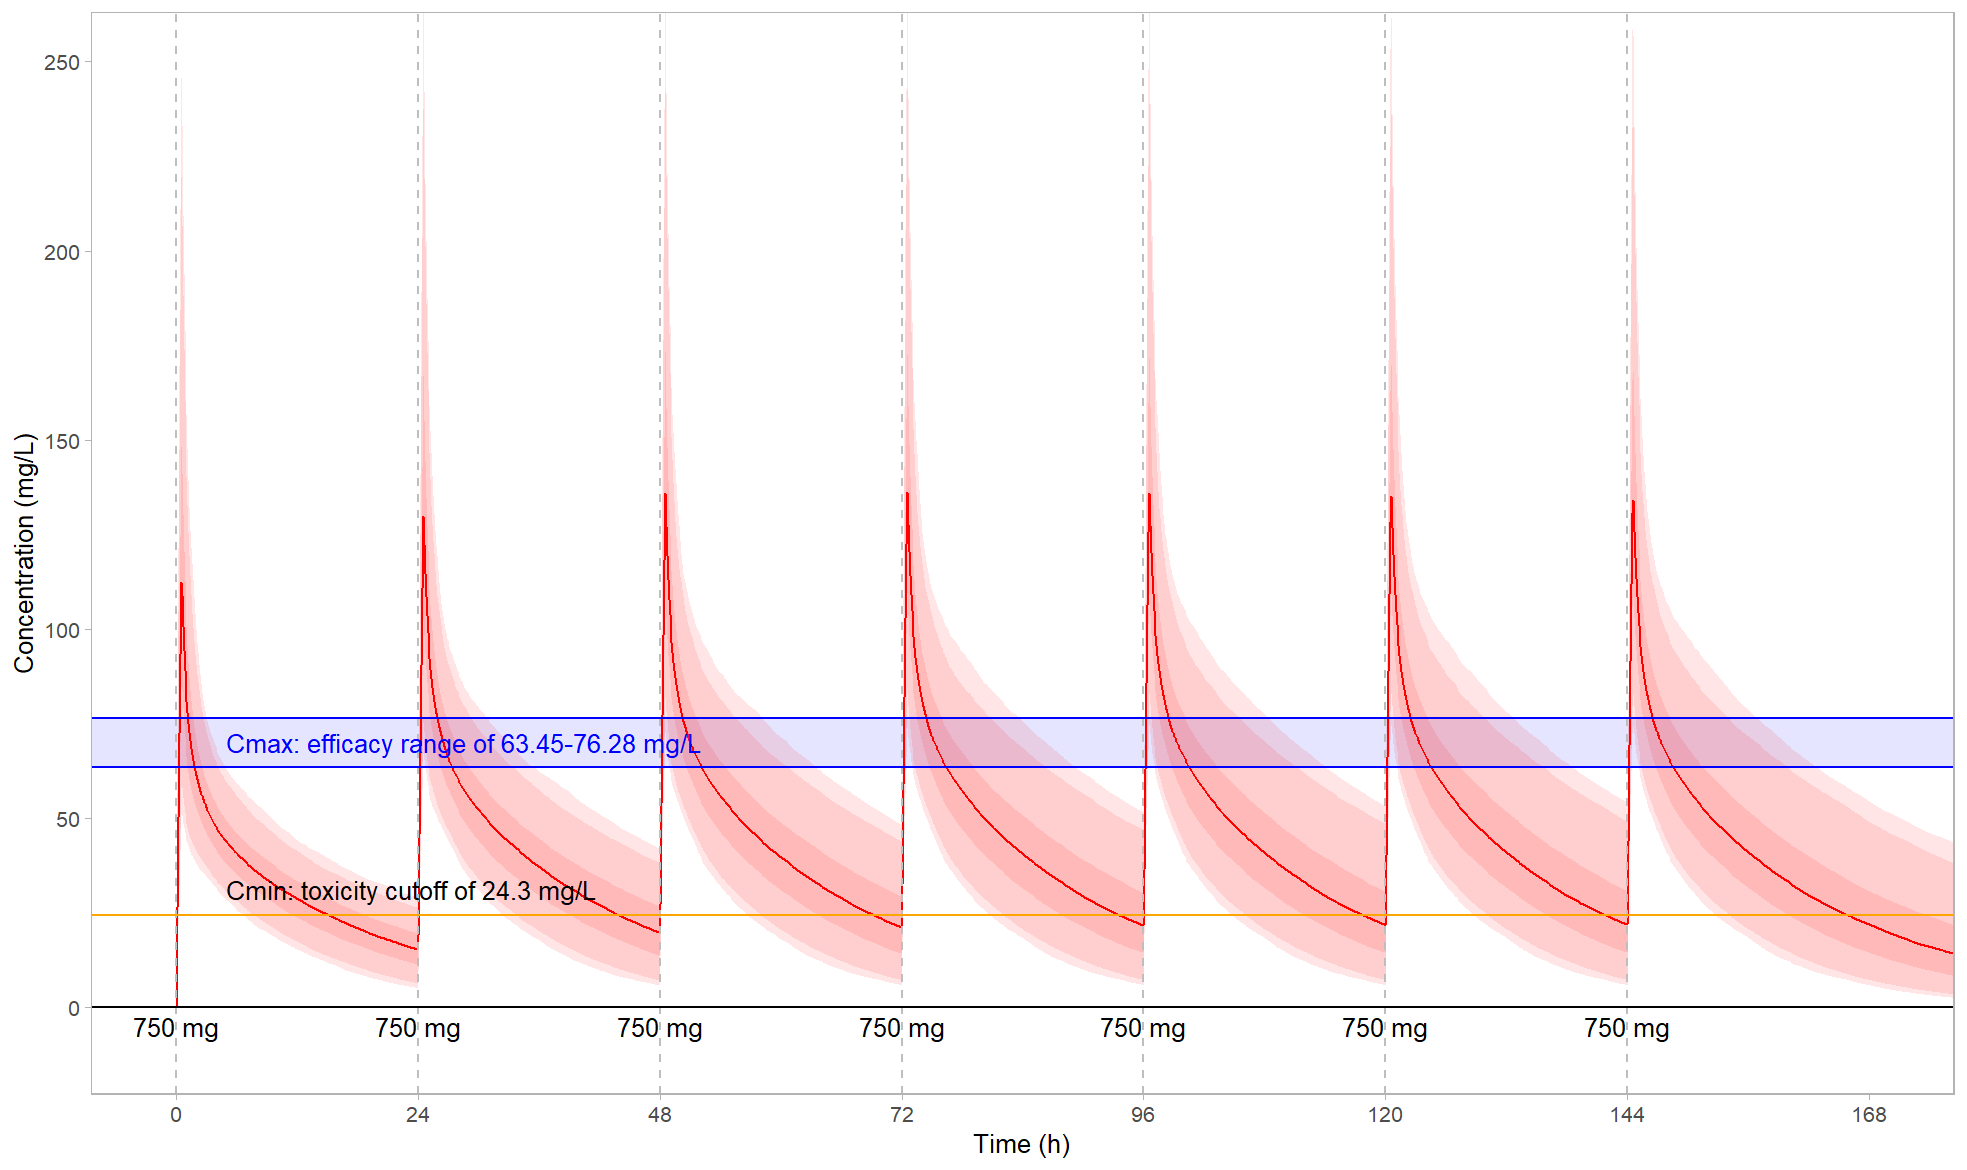 250
200
150
100
50
0
Concentration (mg/L)
Cmax: efficacy range of 63.45-76.28 mg/L
Cmin: toxicity cutoff of 24.3 mg/L
750 mg 750 mg 750 mg 750 mg 750 mg 750 mg 750 mg
0 24 48 72 96 120 144 168
Time (h)